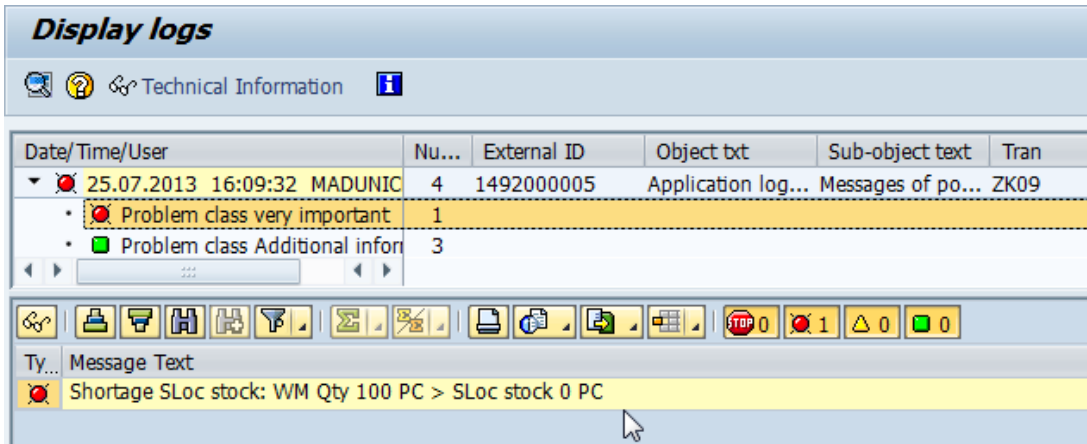 Display logs
Technical Information
Date/Time/User Nu... External ID Object txt Sub-object text Tran
25.07.2013 16:09:32 MADUNIC 4 1492000005 Application log... Messages of po... ZK09
Problem class very important 1
Problem class Additional infor 3
STOP 0 1 0 0
Ty... Message Text
Shortage SLoc stock: WM Qty 100 PC > SLoc stock 0 PC